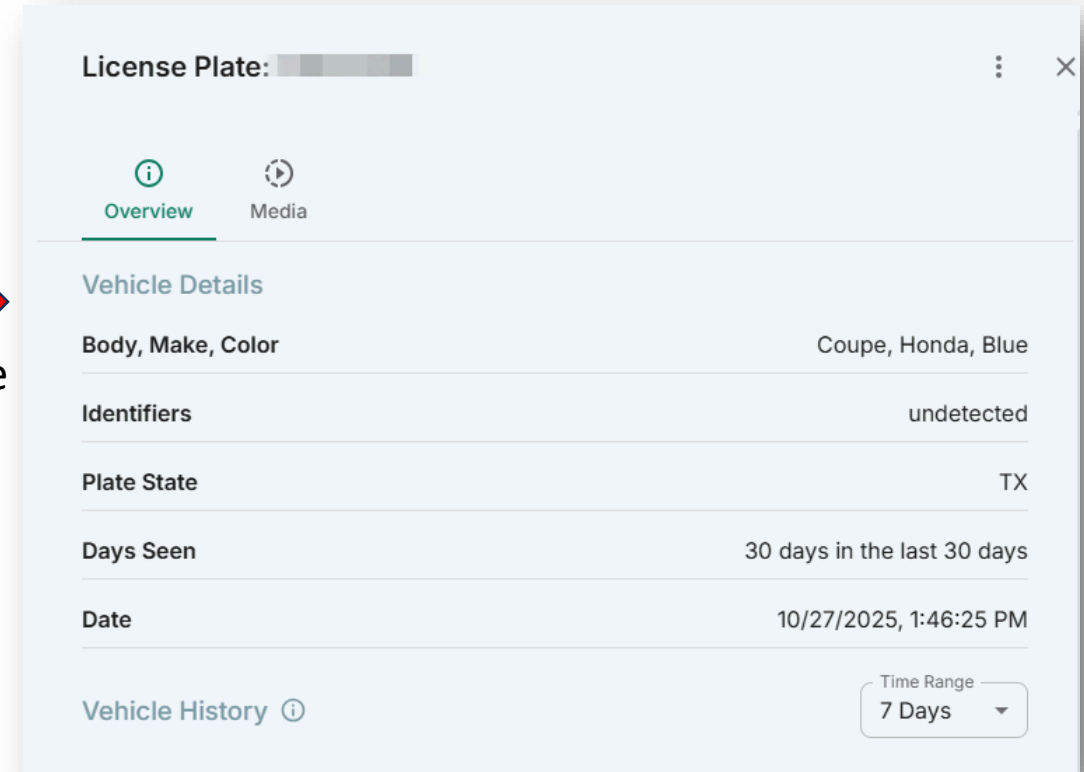 License Plate:
Overview
Media
Vehicle Details
Body, Make, Color
Coupe, Honda, Blue
Identifiers
undetected
Plate State
TX
Days Seen
30 days in the last 30 days
Date
10/27/2025, 1:46:25 PM
Vehicle History
Time Range
7 Days